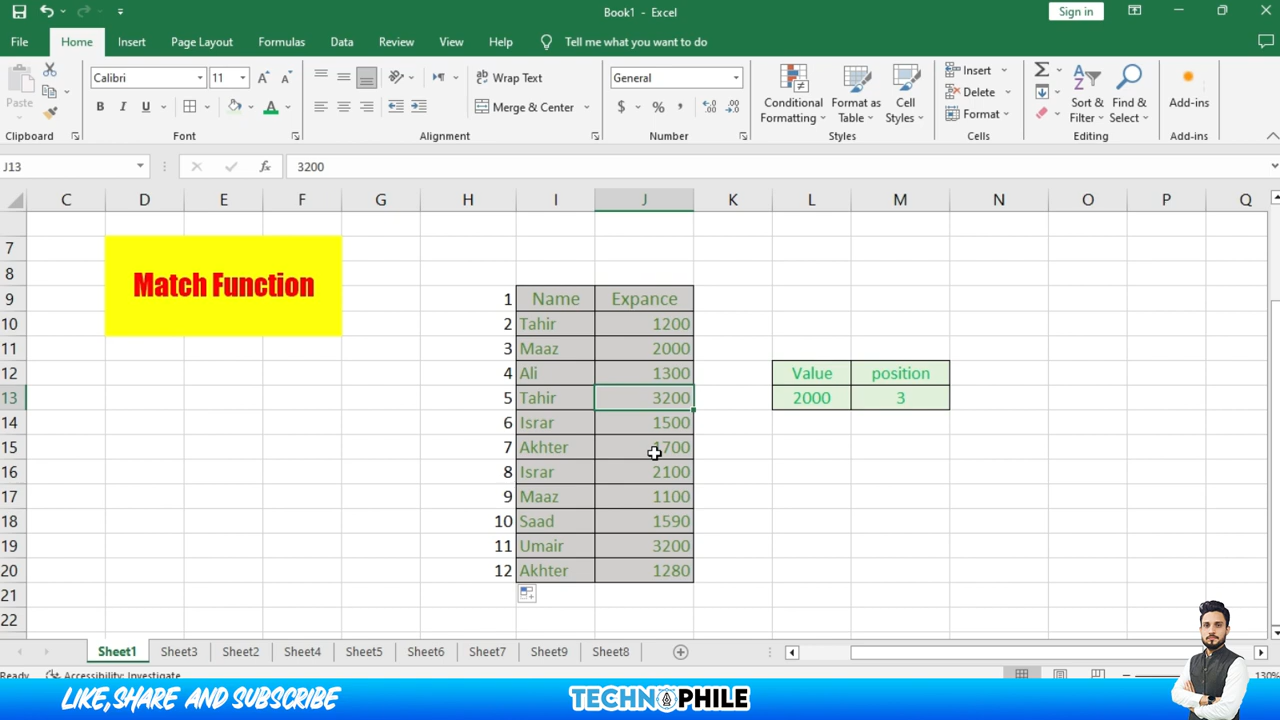 Book1 - Excel
Sign in
File Home Insert Page Layout Formulas Data Review View Help Tell me what you want to do
Paste
Calibri 11
B I U
Wrap Text
Merge & Center
General
$ %
Conditional Formatting
Format as Table
Cell Styles
Insert
Delete
Format
Sort & Filter
Find & Select
Add-ins
Clipboard Font Alignment Number Styles Cells Editing Add-ins
J13 fx 3200
C D E F G H I J K L M N O P Q
7
8
9 1 Name Expance
10 2 Tahir 1200
11 3 Maaz 2000
12 4 Ali 1300 Value position
13 5 Tahir 3200 2000 3
14 6 Israr 1500
15 7 Akhter 1700
16 8 Israr 2100
17 9 Maaz 1100
18 10 Saad 1590
19 11 Umair 3200
20 12 Akhter 1280
21
22
Match Function
Sheet1 Sheet3 Sheet2 Sheet4 Sheet5 Sheet6 Sheet7 Sheet9 Sheet8
Ready Accessibility: Investigate 130%
LIKE,SHARE AND SUBSCRIBE
TECHNOPHILE